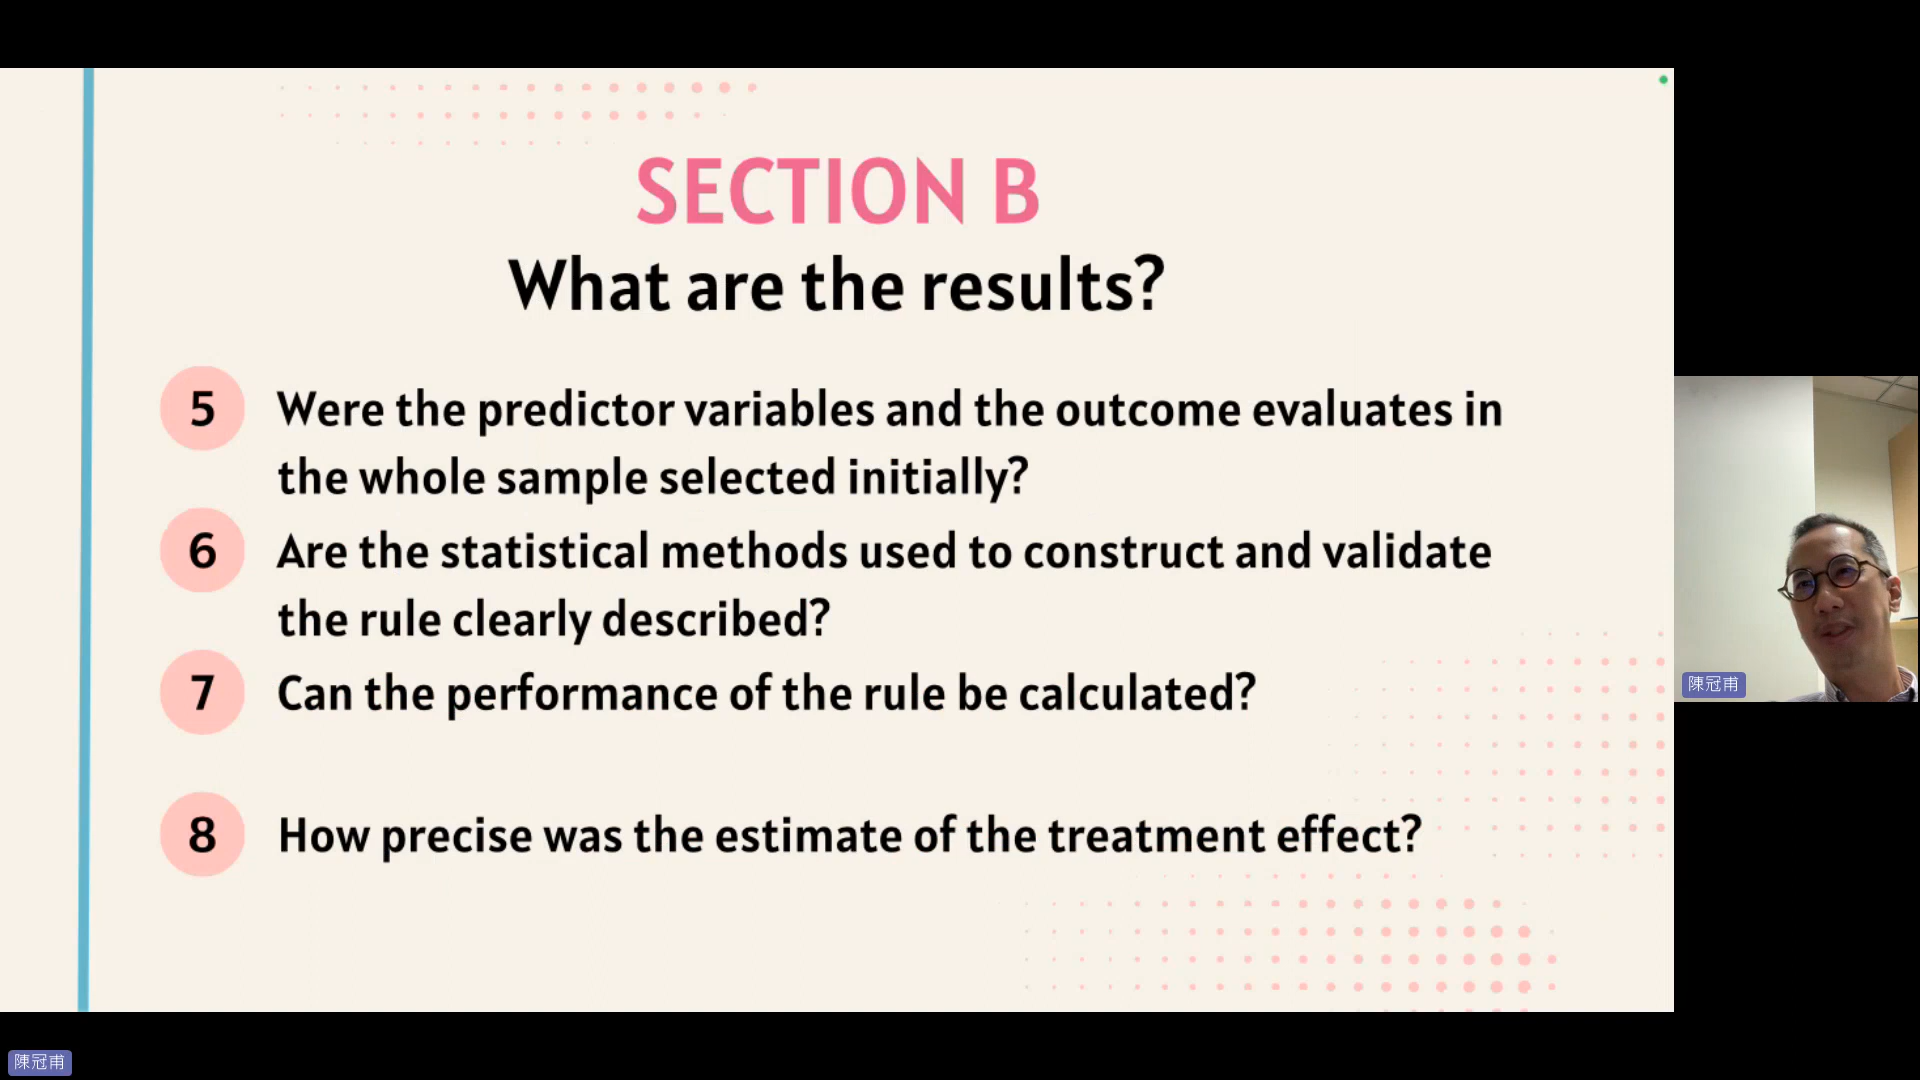 SECTION B
What are the results?
5
Were the predictor variables and the outcome evaluates in
the whole sample selected initially?
6
Are the statistical methods used to construct and validate
the rule clearly described?
7
Can the performance of the rule be calculated?
8
How precise was the estimate of the treatment effect?
陳冠甫
陳冠甫